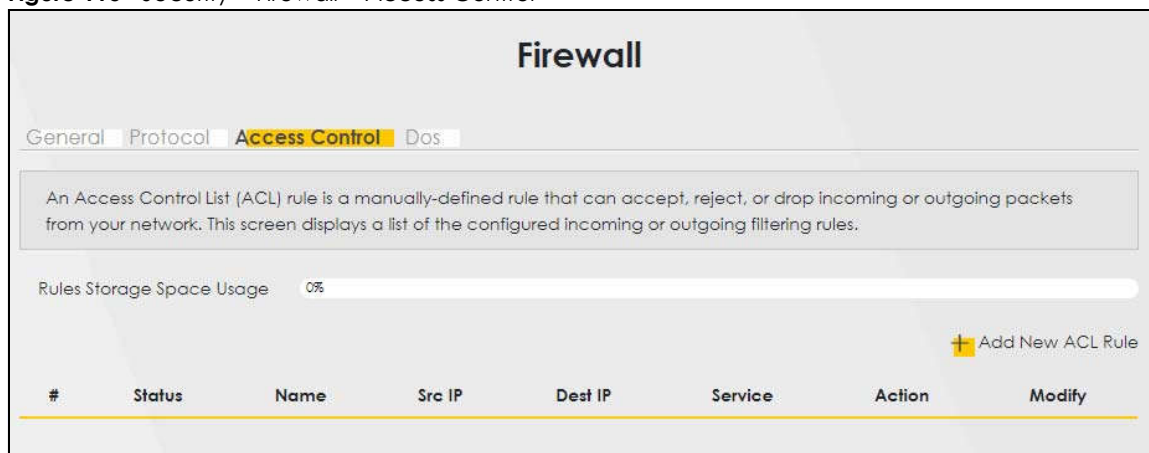 Firewall
General Protocol Access Control Dos
An Access Control List (ACL) rule is a manually-defined rule that can accept, reject, or drop incoming or outgoing packets
from your network. This screen displays a list of the configured incoming or outgoing filtering rules.
Rules Storage Space Usage 0%
+ Add New ACL Rule
# Status Name Src IP Dest IP Service Action Modify